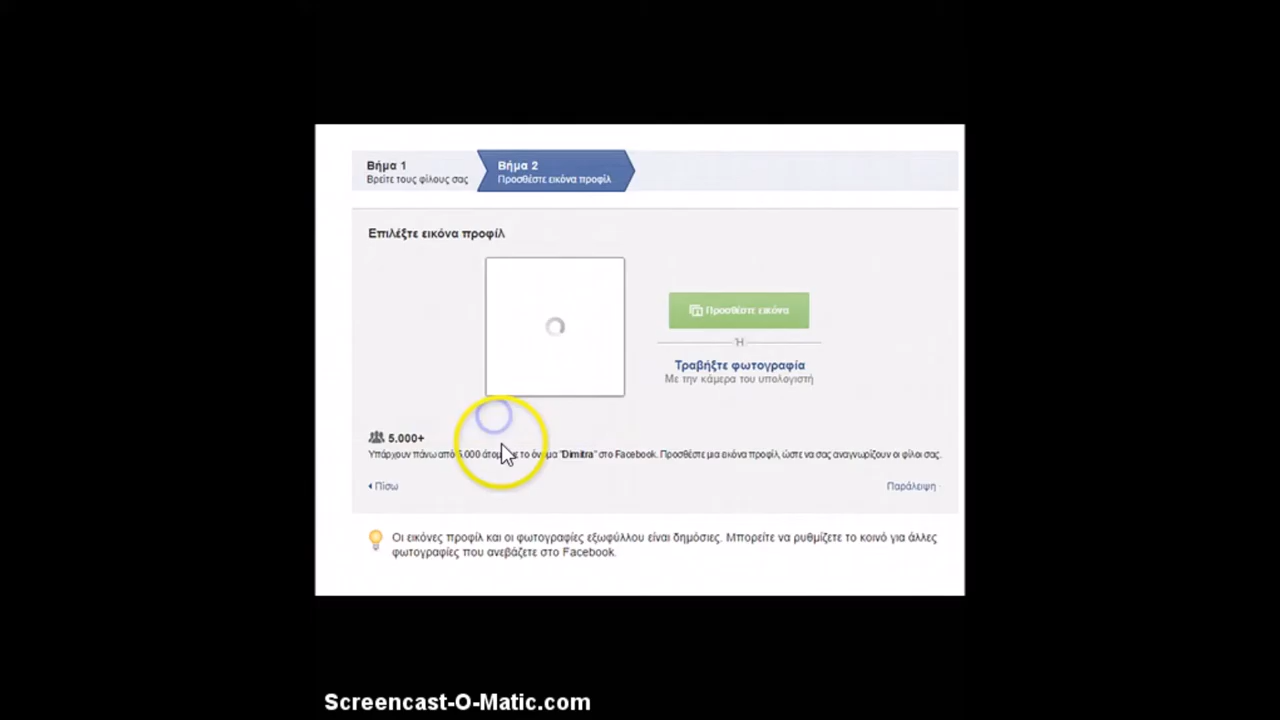 Βήμα 1
Βρείτε τους φίλους σας
Βήμα 2
Προσθέστε εικόνα προφίλ
Επιλέξτε εικόνα προφίλ
Προσθέστε εικόνα
Ή
Τραβήξτε φωτογραφία
Με την κάμερα του υπολογιστή
5.000+
Υπάρχουν πάνω από 5.000 άτομα με το όνομα "Dimitra" στο Facebook. Προσθέστε μια εικόνα προφίλ, ώστε να σας αναγνωρίζουν οι φίλοι σας.
Πίσω
Παράλειψη ·
Οι εικόνες προφίλ και οι φωτογραφίες εξωφύλλου είναι δημόσιες. Μπορείτε να ρυθμίζετε το κοινό για άλλες
φωτογραφίες που ανεβάζετε στο Facebook.
Screencast-O-Matic.com